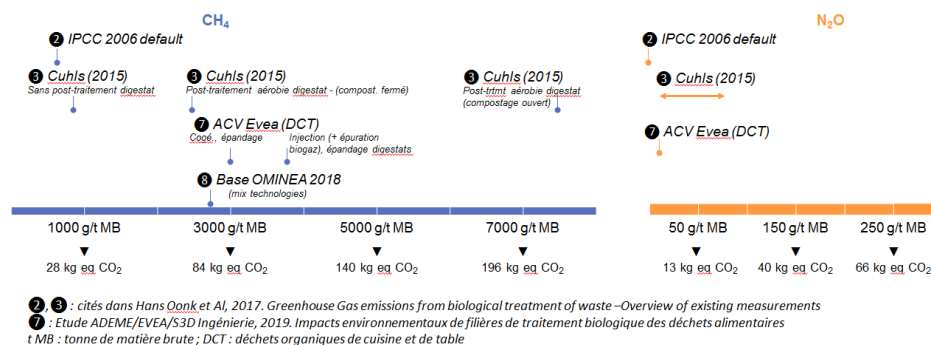 CH4
N2O
❷ IPCC 2006 default
❷ IPCC 2006 default
❸ Cuhls (2015)
Sans post-traitement digestat
❸ Cuhls (2015)
Post-traitement aérobie digestat - (compost. fermé)
❸ Cuhls (2015)
Post-trtmt aérobie digestat
(compostage ouvert)
❸ Cuhls (2015)
❼ ACV Evea (DCT)
Cogé., épandage
Injection (+ épuration
biogaz), épandage digestats
❼ ACV Evea (DCT)
❽ Base OMINEA 2018
(mix technologies)
1000 g/t MB
3000 g/t MB
5000 g/t MB
7000 g/t MB
50 g/t MB
150 g/t MB
250 g/t MB
28 kg eq CO2
84 kg eq CO2
140 kg eq CO2
196 kg eq CO2
13 kg eq CO2
40 kg eq CO2
66 kg eq CO2
❷, ❸ : cités dans Hans Oonk et Al, 2017. Greenhouse Gas emissions from biological treatment of waste –Overview of existing measurements
❼ : Etude ADEME/EVEA/S3D Ingénierie, 2019. Impacts environnementaux de filières de traitement biologique des déchets alimentaires
t MB : tonne de matière brute ; DCT : déchets organiques de cuisine et de table